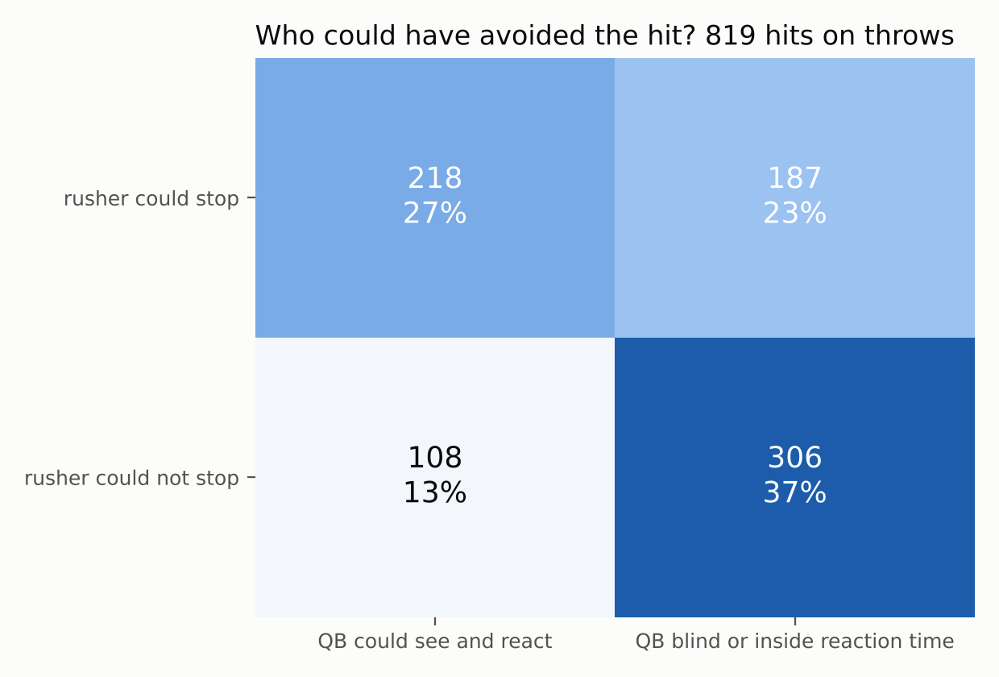 Who could have avoided the hit? 819 hits on throws
rusher could stop
218
27%
187
23%
rusher could not stop
108
13%
306
37%
QB could see and react
QB blind or inside reaction time